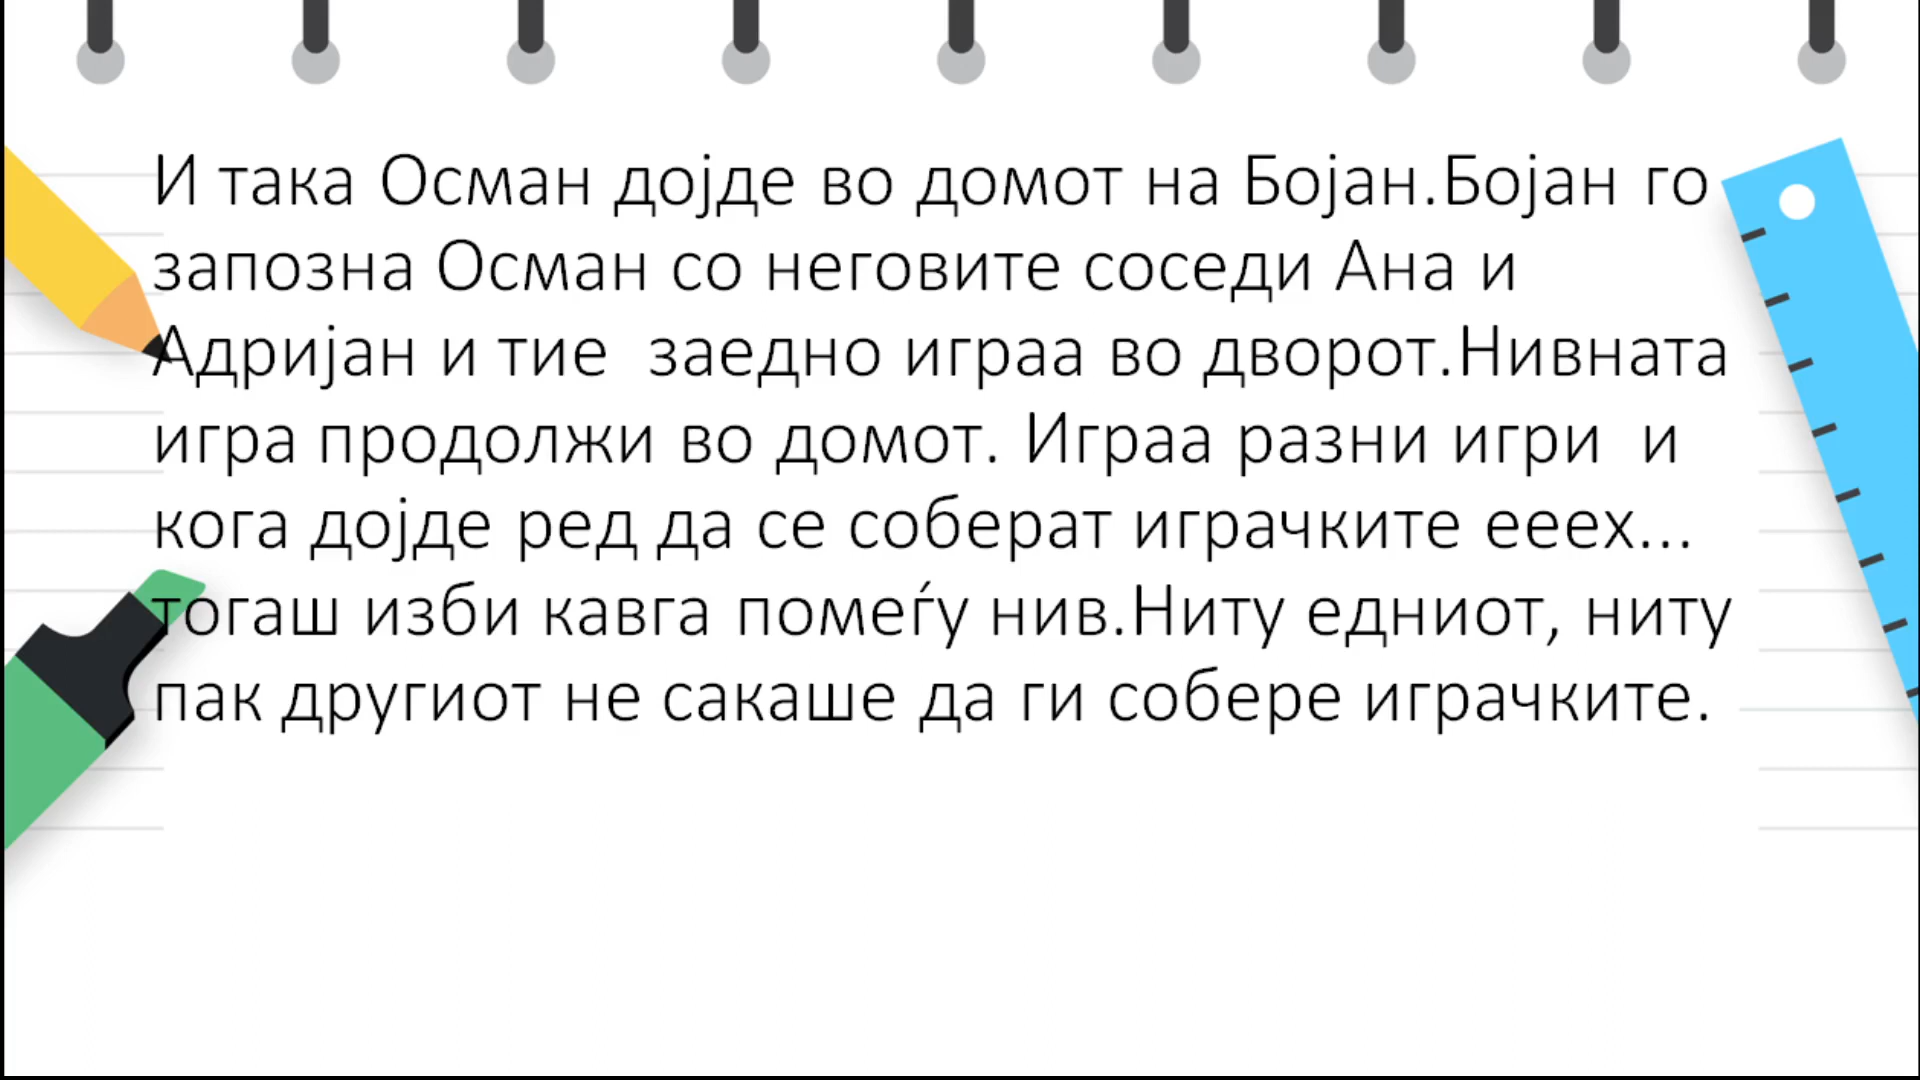 И така Осман дојде во домот на Бојан.Бојан го
запозна Осман со неговите соседи Ана и
Адријан и тие  заедно играа во дворот.Нивната
игра продолжи во домот. Играа разни игри  и
кога дојде ред да се соберат играчките ееех...
тогаш изби кавга помеѓу нив.Ниту едниот, ниту
пак другиот не сакаше да ги собере играчките.